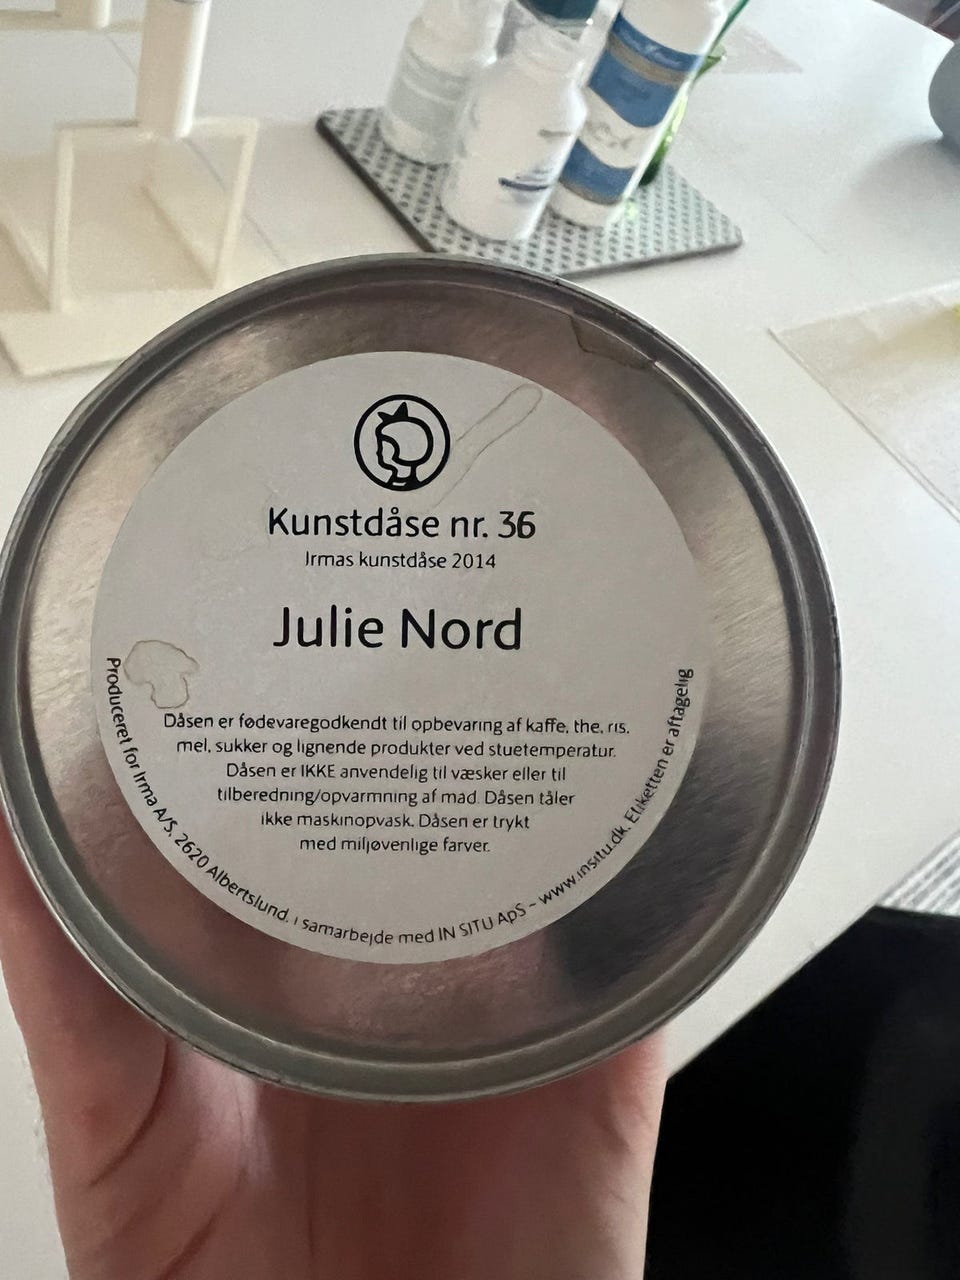 Kunstdåse nr. 36
Irmas kunstdåse 2014
Julie Nord
Dåsen er fødevaregodkendt til opbevaring af kaffe, the, ris,
mel, sukker og lignende produkter ved stuetemperatur.
Dåsen er IKKE anvendelig til væsker eller til
tilberedning/opvarmning af mad. Dåsen tåler
ikke maskinopvask. Dåsen er trykt
med miljøvenlige farver.
Produceret for Irma A/S, 2620 Albertslund, i samarbejde med IN SITU ApS ~ www.insitu.dk. Etiketten er aftagelig